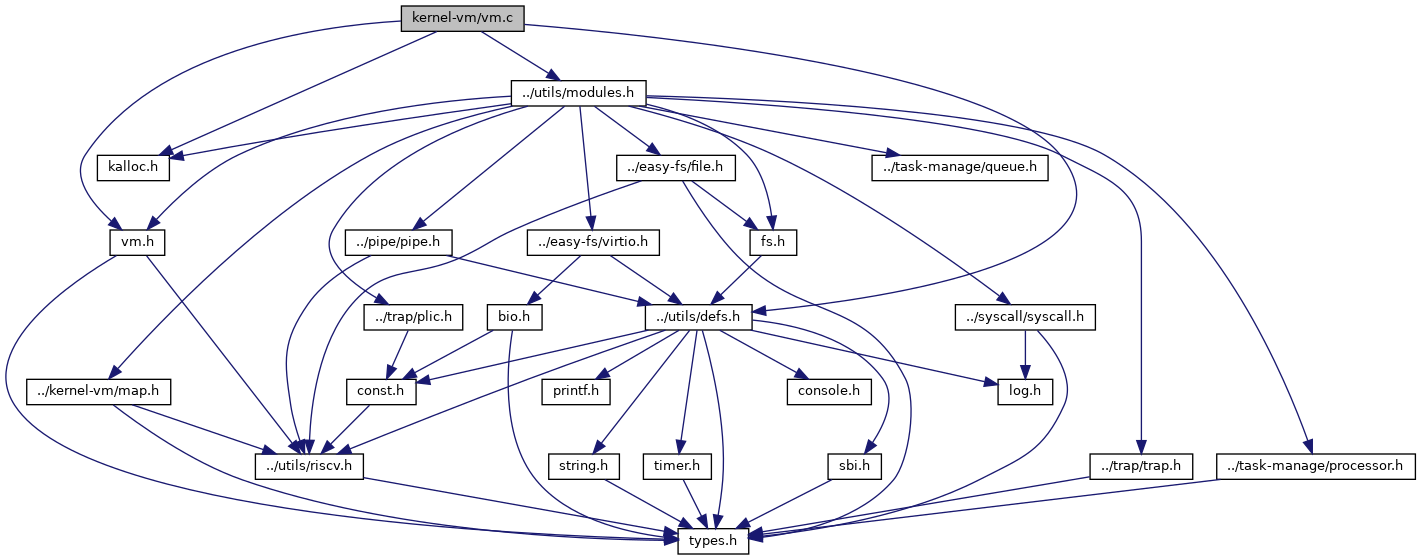 kernel-vm/vm.c
../utils/modules.h
kalloc.h
../easy-fs/file.h
../task-manage/queue.h
vm.h
../pipe/pipe.h
../easy-fs/virtio.h
fs.h
../trap/plic.h
bio.h
../utils/defs.h
../syscall/syscall.h
../kernel-vm/map.h
const.h
printf.h
console.h
log.h
../utils/riscv.h
string.h
timer.h
sbi.h
../trap/trap.h
../task-manage/processor.h
types.h